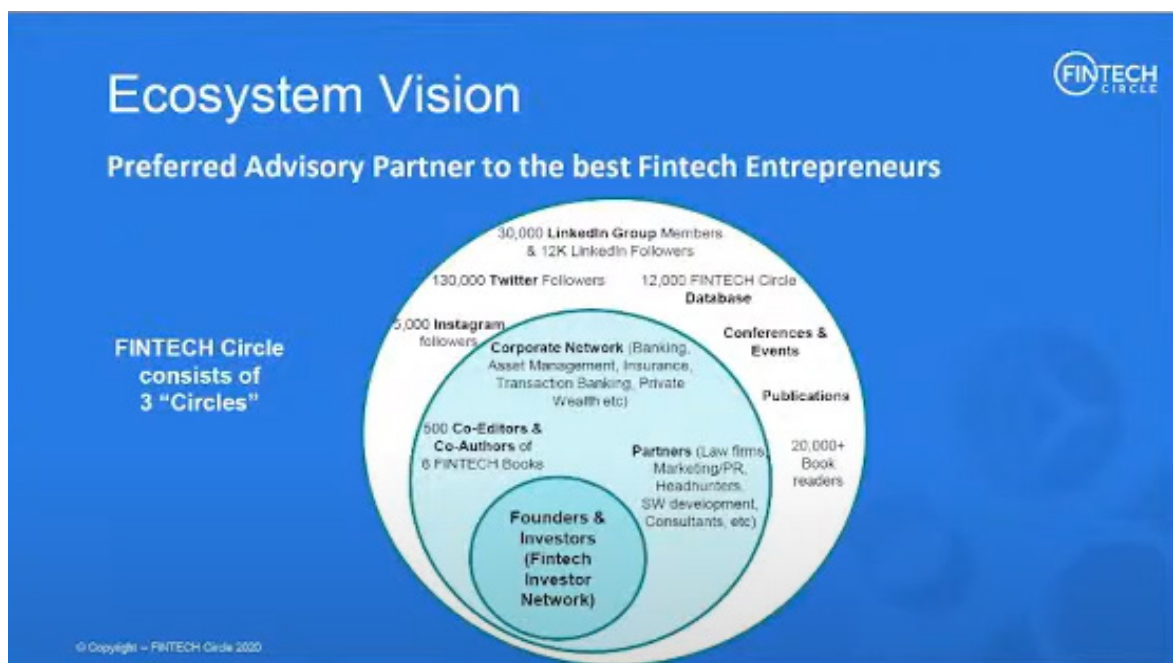 Ecosystem Vision
FINTECH
CIRCLE
Preferred Advisory Partner to the best Fintech Entrepreneurs
FINTECH Circle
consists of
3 “Circles”
30,000 LinkedIn Group Members
& 12K LinkedIn Followers
130,000 Twitter Followers
12,000 FINTECH Circle
Database
5,000 Instagram
followers
Conferences &
Events
Publications
20,000+
Book
readers
Corporate Network (Banking,
Asset Management, Insurance,
Transaction Banking, Private
Wealth etc)
500 Co-Editors &
Co-Authors of
6 FINTECH Books
Partners (Law firms,
Marketing/PR,
Headhunters,
SW development,
Consultants, etc)
Founders &
Investors
(Fintech
Investor
Network)
© Copyright – FINTECH Circle 2020